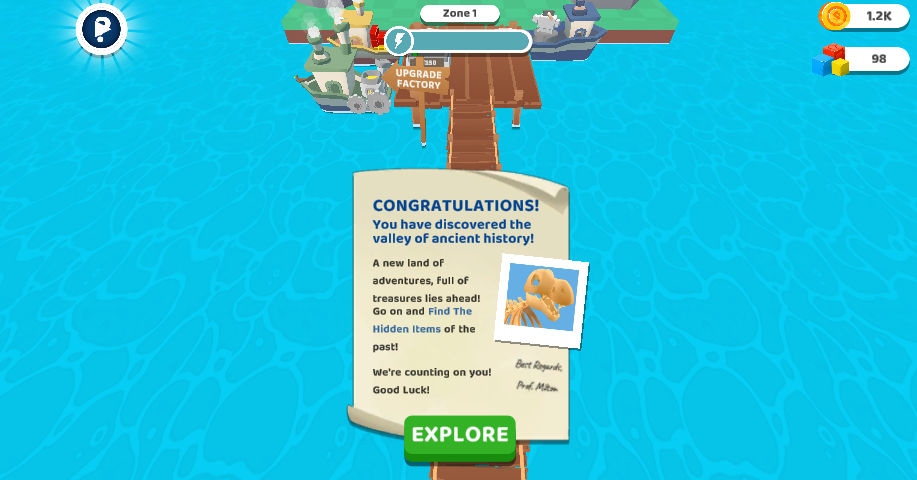 Zone 1
1.2K
98
UPGRADE
FACTORY
CONGRATULATIONS!
You have discovered the
valley of ancient history!
A new land of
adventures, full of
treasures lies ahead!
Go on and Find The
Hidden Items of the
past!
We're counting on you!
Good Luck!
Best Regards,
Prof. Milton
EXPLORE